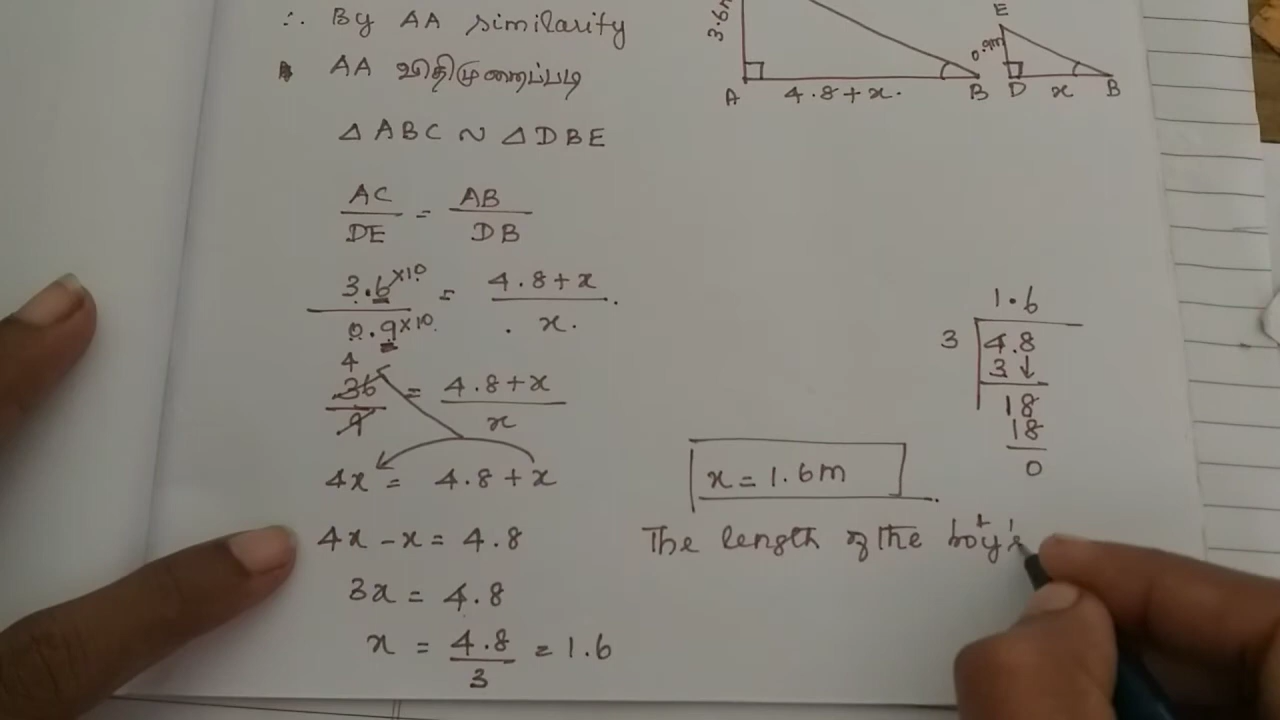 ∴ By AA similarity
AA விதிமுறைப்படி
△ ABC ~ △ DBE
AC/DE = AB/DB
3.6×10/0.9×10 = 4.8+x/x.
4
36/9 = 4.8+x/x
4x = 4.8+x
4x-x = 4.8
3x = 4.8
x = 4.8/3 = 1.6
3.6m
A 4.8+x. B
E
0.9m
D x B
1.6
3 4.8
3↓
18
18
0
x = 1.6m
The length of the boy's